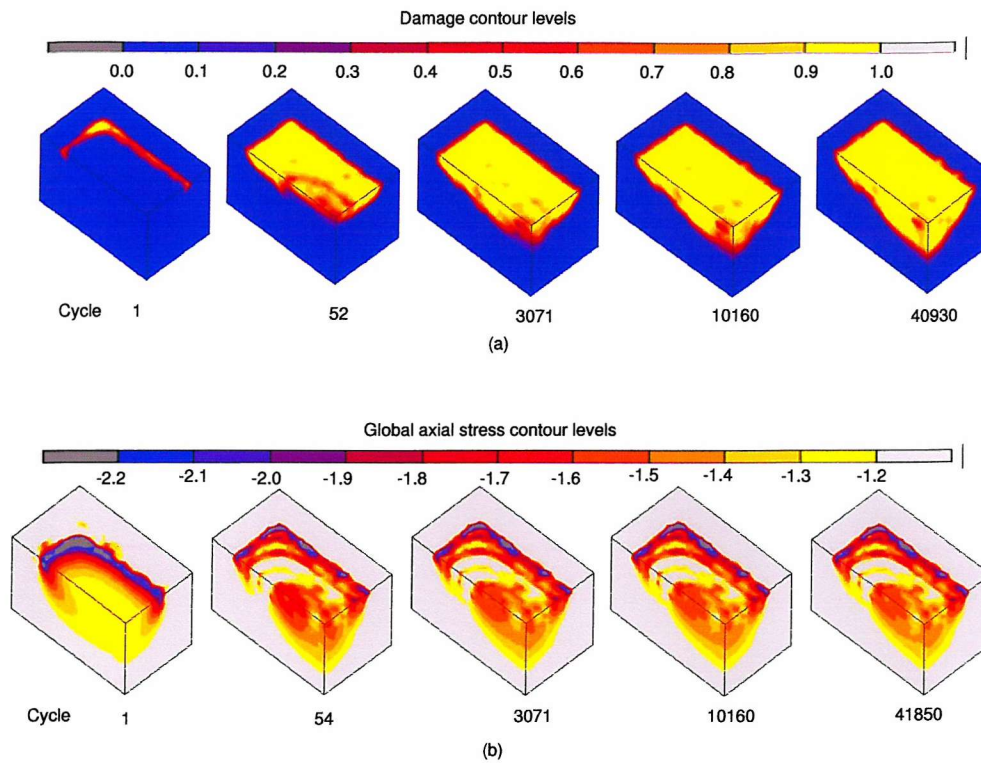 Damage contour levels
0.0 0.1 0.2 0.3 0.4 0.5 0.6 0.7 0.8 0.9 1.0
Cycle 1 52 3071 10160 40930
(a)
Global axial stress contour levels
-2.2 -2.1 -2.0 -1.9 -1.8 -1.7 -1.6 -1.5 -1.4 -1.3 -1.2
Cycle 1 54 3071 10160 41850
(b)